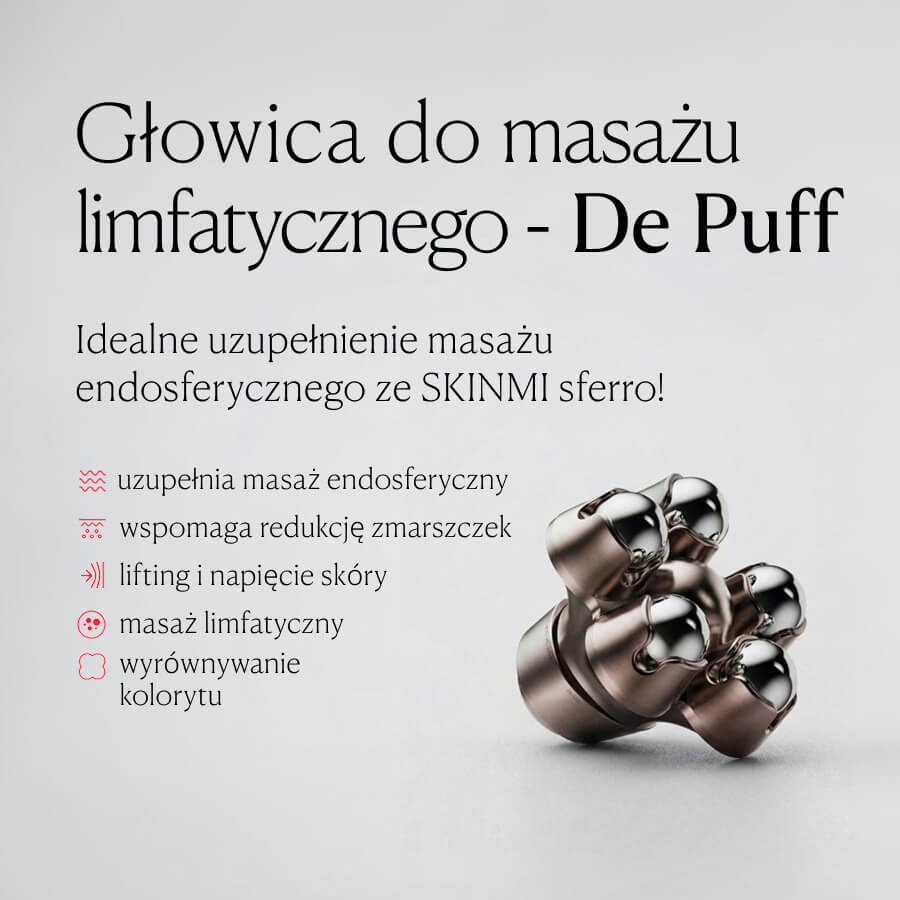 Głowica do masażu
limfatycznego - De Puff
Idealne uzupełnienie masażu
endosferycznego ze SKINMI sferro!
uzupełnia masaż endosferyczny
wspomaga redukcję zmarszczek
lifting i napięcie skóry
masaż limfatyczny
wyrównywanie
kolorytu